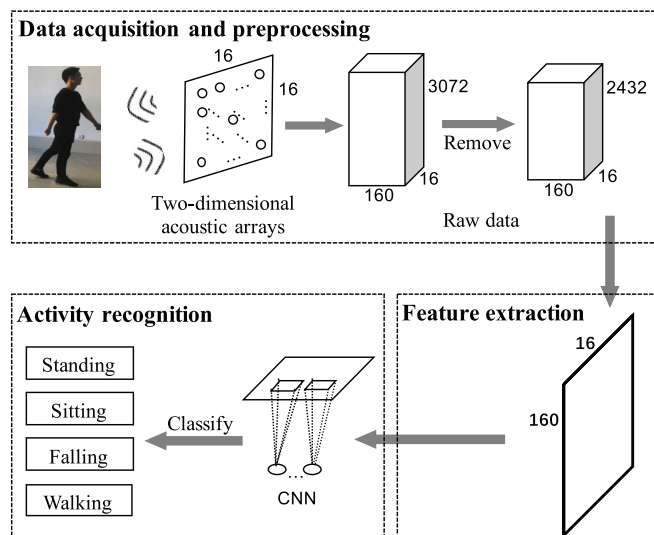 Data acquisition and preprocessing
16
16
Two-dimensional
acoustic arrays
3072
160
16
Remove
2432
160
16
Raw data
Feature extraction
16
160
Activity recognition
Standing
Sitting
Falling
Walking
Classify
...
CNN